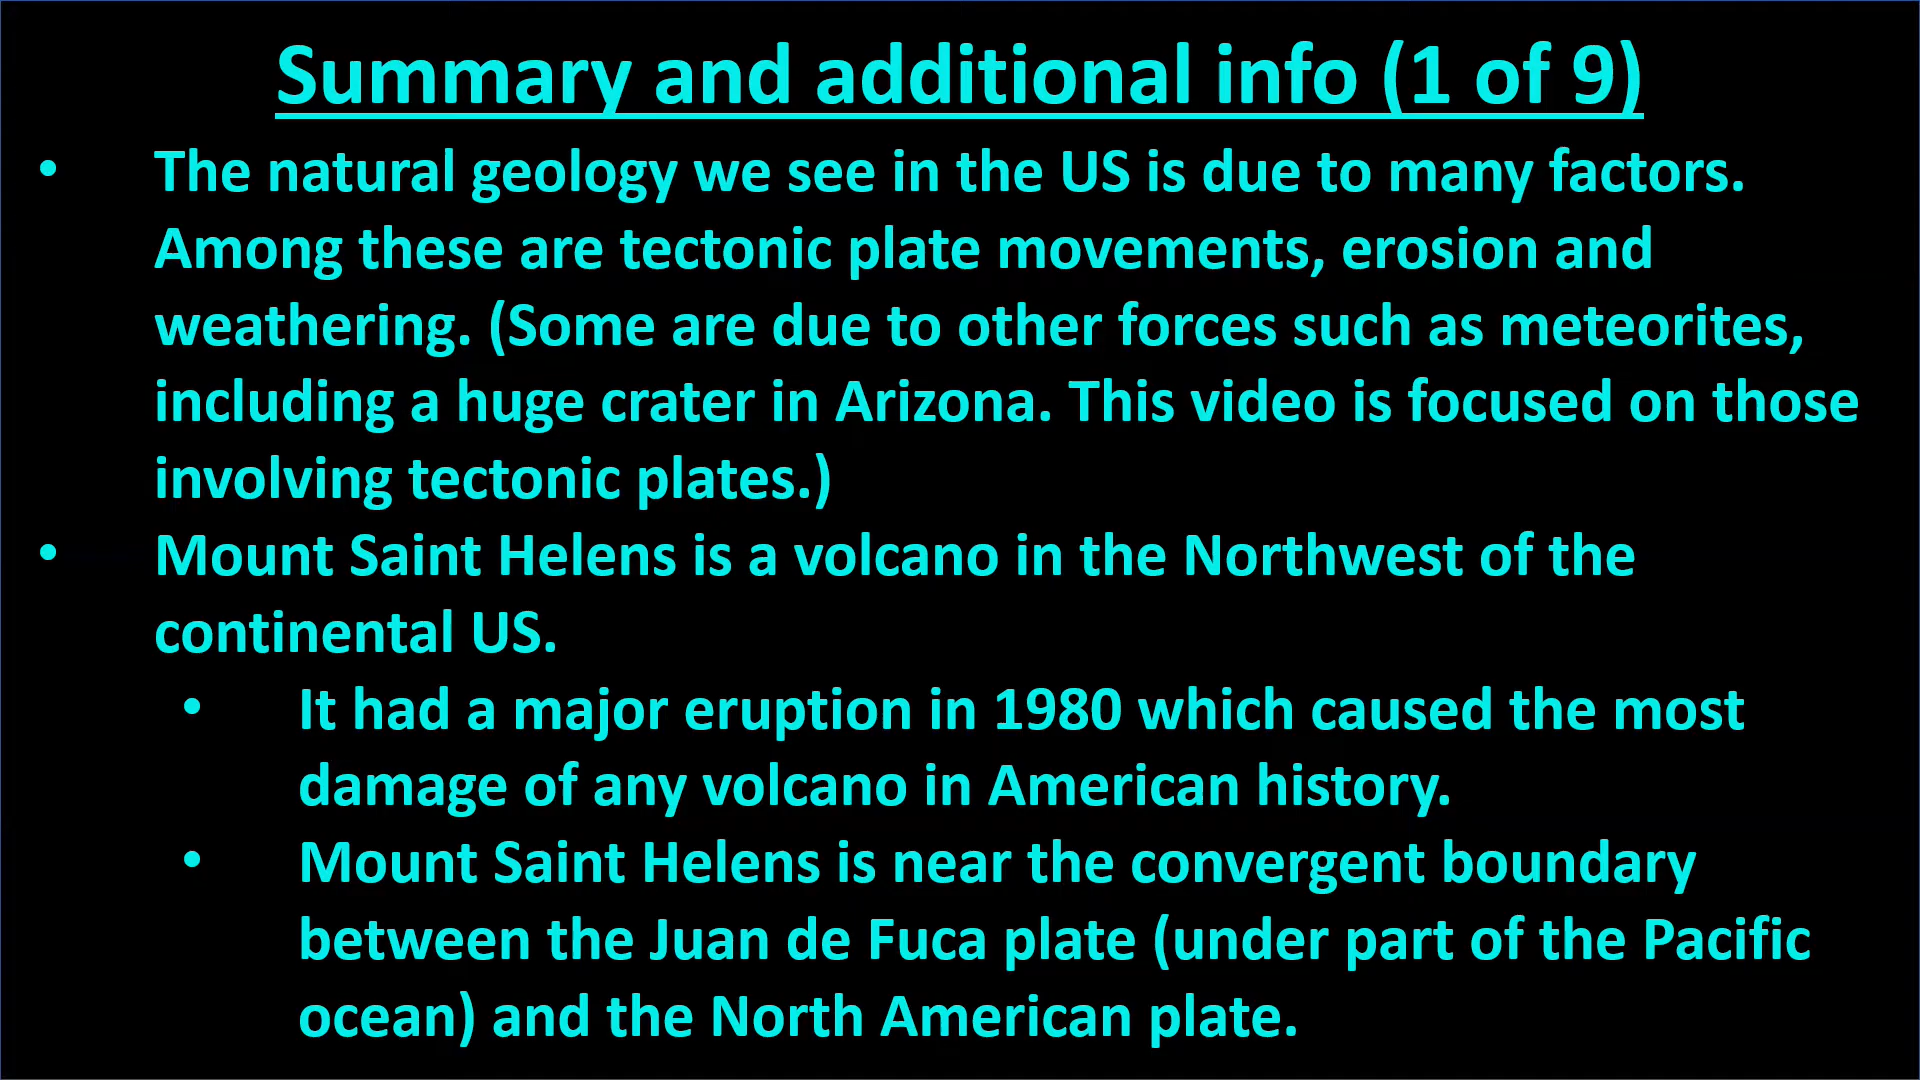 Summary and additional info (1 of 9)
• The natural geology we see in the US is due to many factors.
Among these are tectonic plate movements, erosion and
weathering. (Some are due to other forces such as meteorites,
including a huge crater in Arizona. This video is focused on those
involving tectonic plates.)
• Mount Saint Helens is a volcano in the Northwest of the
continental US.
• It had a major eruption in 1980 which caused the most
damage of any volcano in American history.
• Mount Saint Helens is near the convergent boundary
between the Juan de Fuca plate (under part of the Pacific
ocean) and the North American plate.